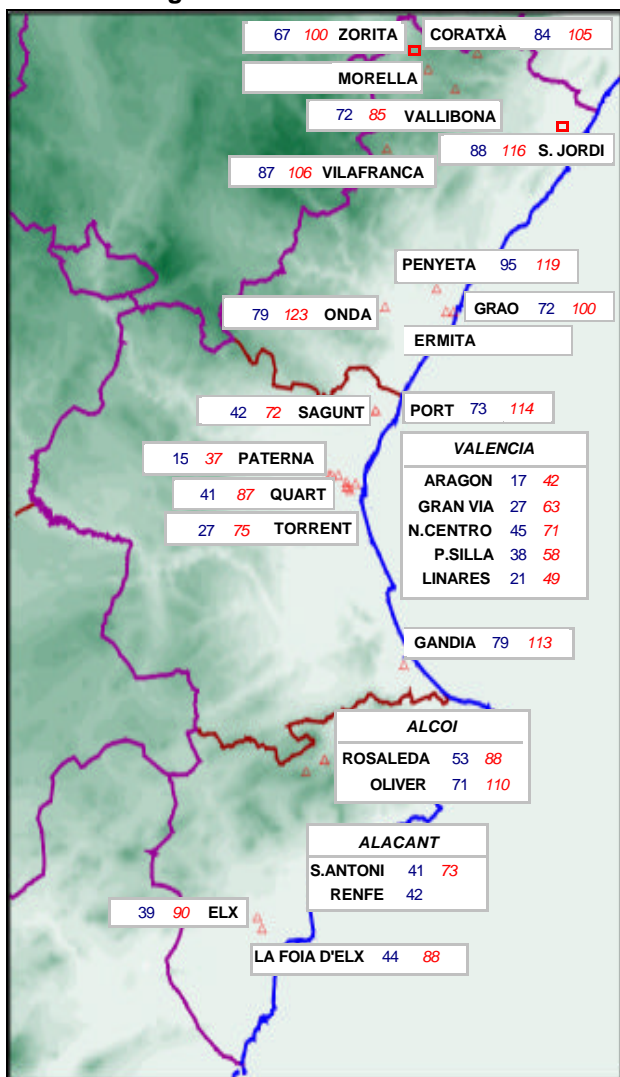 67 100 ZORITA
CORATXÀ 84 105
MORELLA
72 85 VALLIBONA
88 116 S. JORDI
87 106 VILAFRANCA
PENYETA 95 119
79 123 ONDA
GRAO 72 100
ERMITA
42 72 SAGUNT
PORT 73 114
15 37 PATERNA
41 87 QUART
27 75 TORRENT
VALENCIA
ARAGON 17 42
GRAN VIA 27 63
N.CENTRO 45 71
P.SILLA 38 58
LINARES 21 49
GANDIA 79 113
ALCOI
ROSALEDA 53 88
OLIVER 71 110
ALACANT
S.ANTONI 41 73
RENFE 42
39 90 ELX
LA FOIA D'ELX 44 88